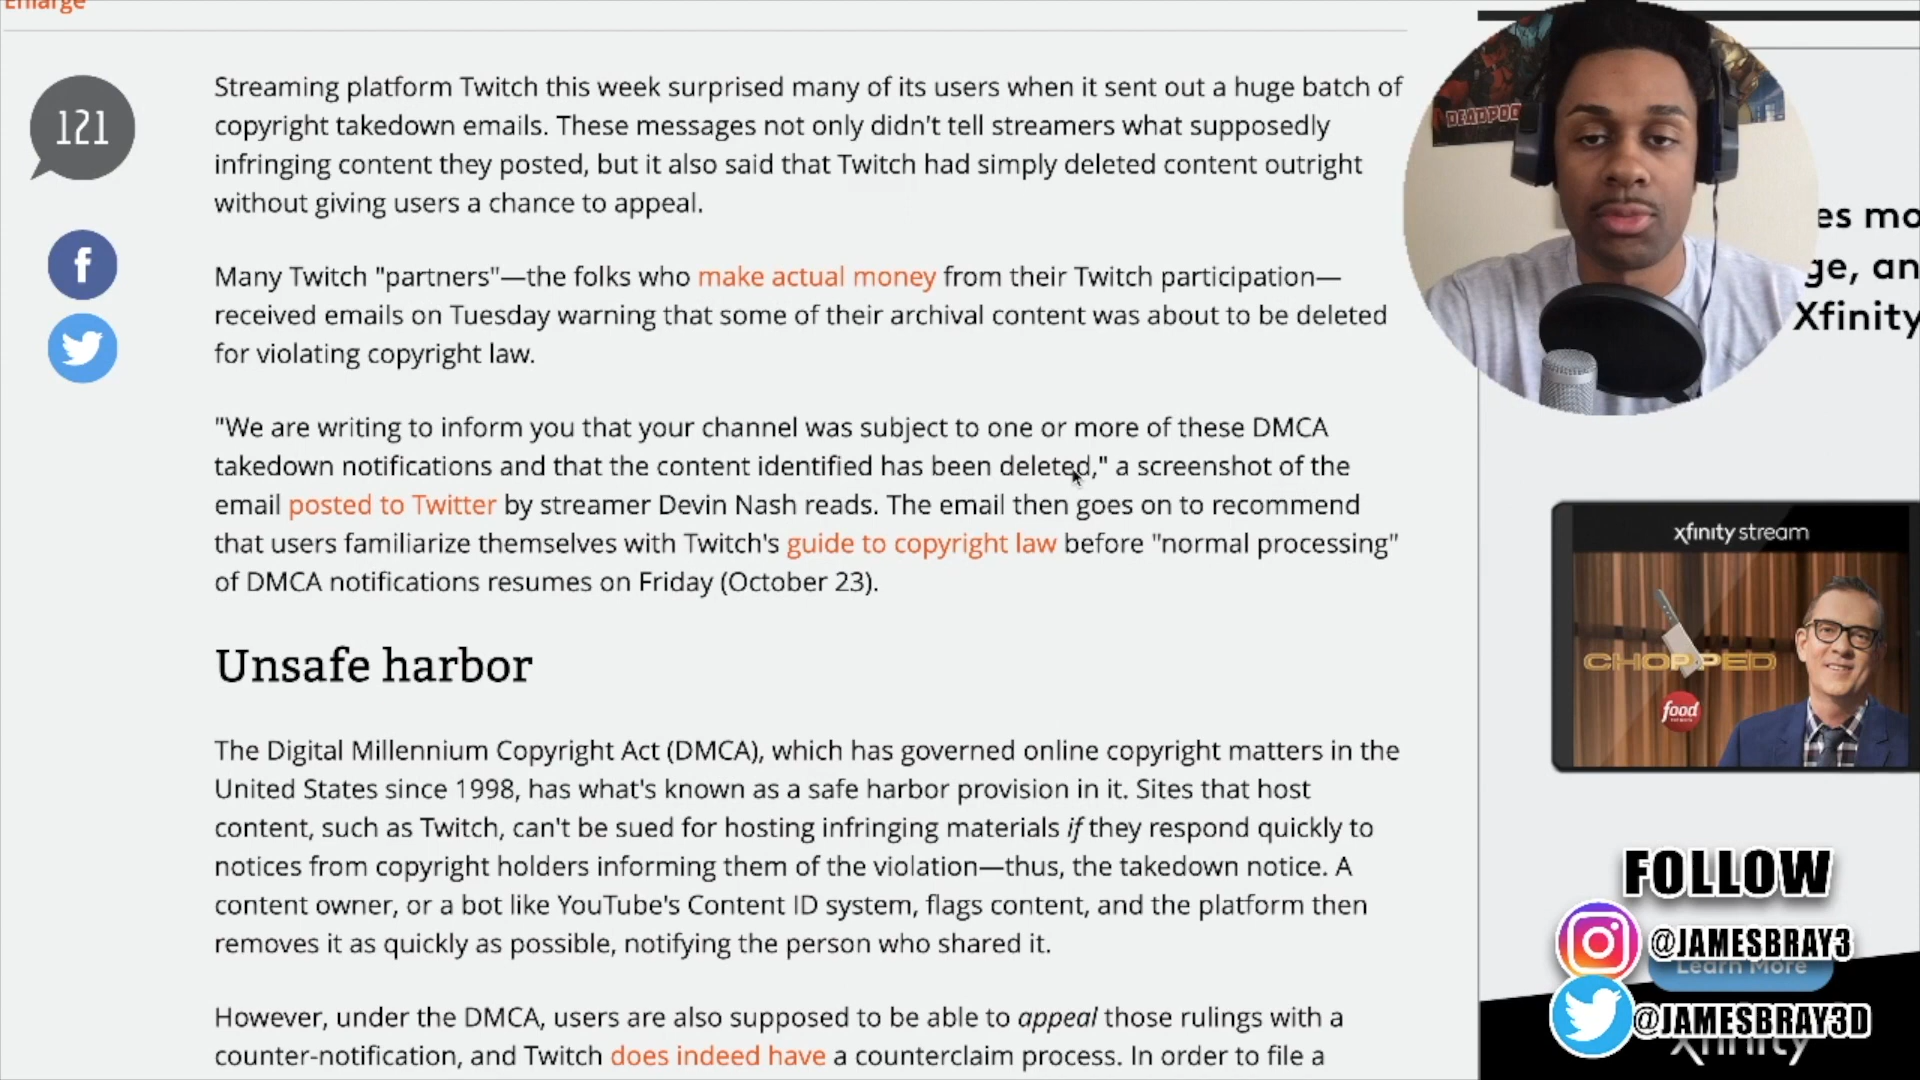 Enlarge
121
Streaming platform Twitch this week surprised many of its users when it sent out a huge batch of
copyright takedown emails. These messages not only didn't tell streamers what supposedly
infringing content they posted, but it also said that Twitch had simply deleted content outright
without giving users a chance to appeal.
Many Twitch "partners"—the folks who make actual money from their Twitch participation—
received emails on Tuesday warning that some of their archival content was about to be deleted
for violating copyright law.
"We are writing to inform you that your channel was subject to one or more of these DMCA
takedown notifications and that the content identified has been deleted," a screenshot of the
email posted to Twitter by streamer Devin Nash reads. The email then goes on to recommend
that users familiarize themselves with Twitch's guide to copyright law before "normal processing"
of DMCA notifications resumes on Friday (October 23).
Unsafe harbor
The Digital Millennium Copyright Act (DMCA), which has governed online copyright matters in the
United States since 1998, has what's known as a safe harbor provision in it. Sites that host
content, such as Twitch, can't be sued for hosting infringing materials if they respond quickly to
notices from copyright holders informing them of the violation—thus, the takedown notice. A
content owner, or a bot like YouTube's Content ID system, flags content, and the platform then
removes it as quickly as possible, notifying the person who shared it.
However, under the DMCA, users are also supposed to be able to appeal those rulings with a
counter-notification, and Twitch does indeed have a counterclaim process. In order to file a
DEADPOO
es mo
ge, an
Xfinity
xfinity stream
CHOPPED
food
FOLLOW
@JAMESBRAY3
Learn More
@JAMESBRAY3D
xfinity